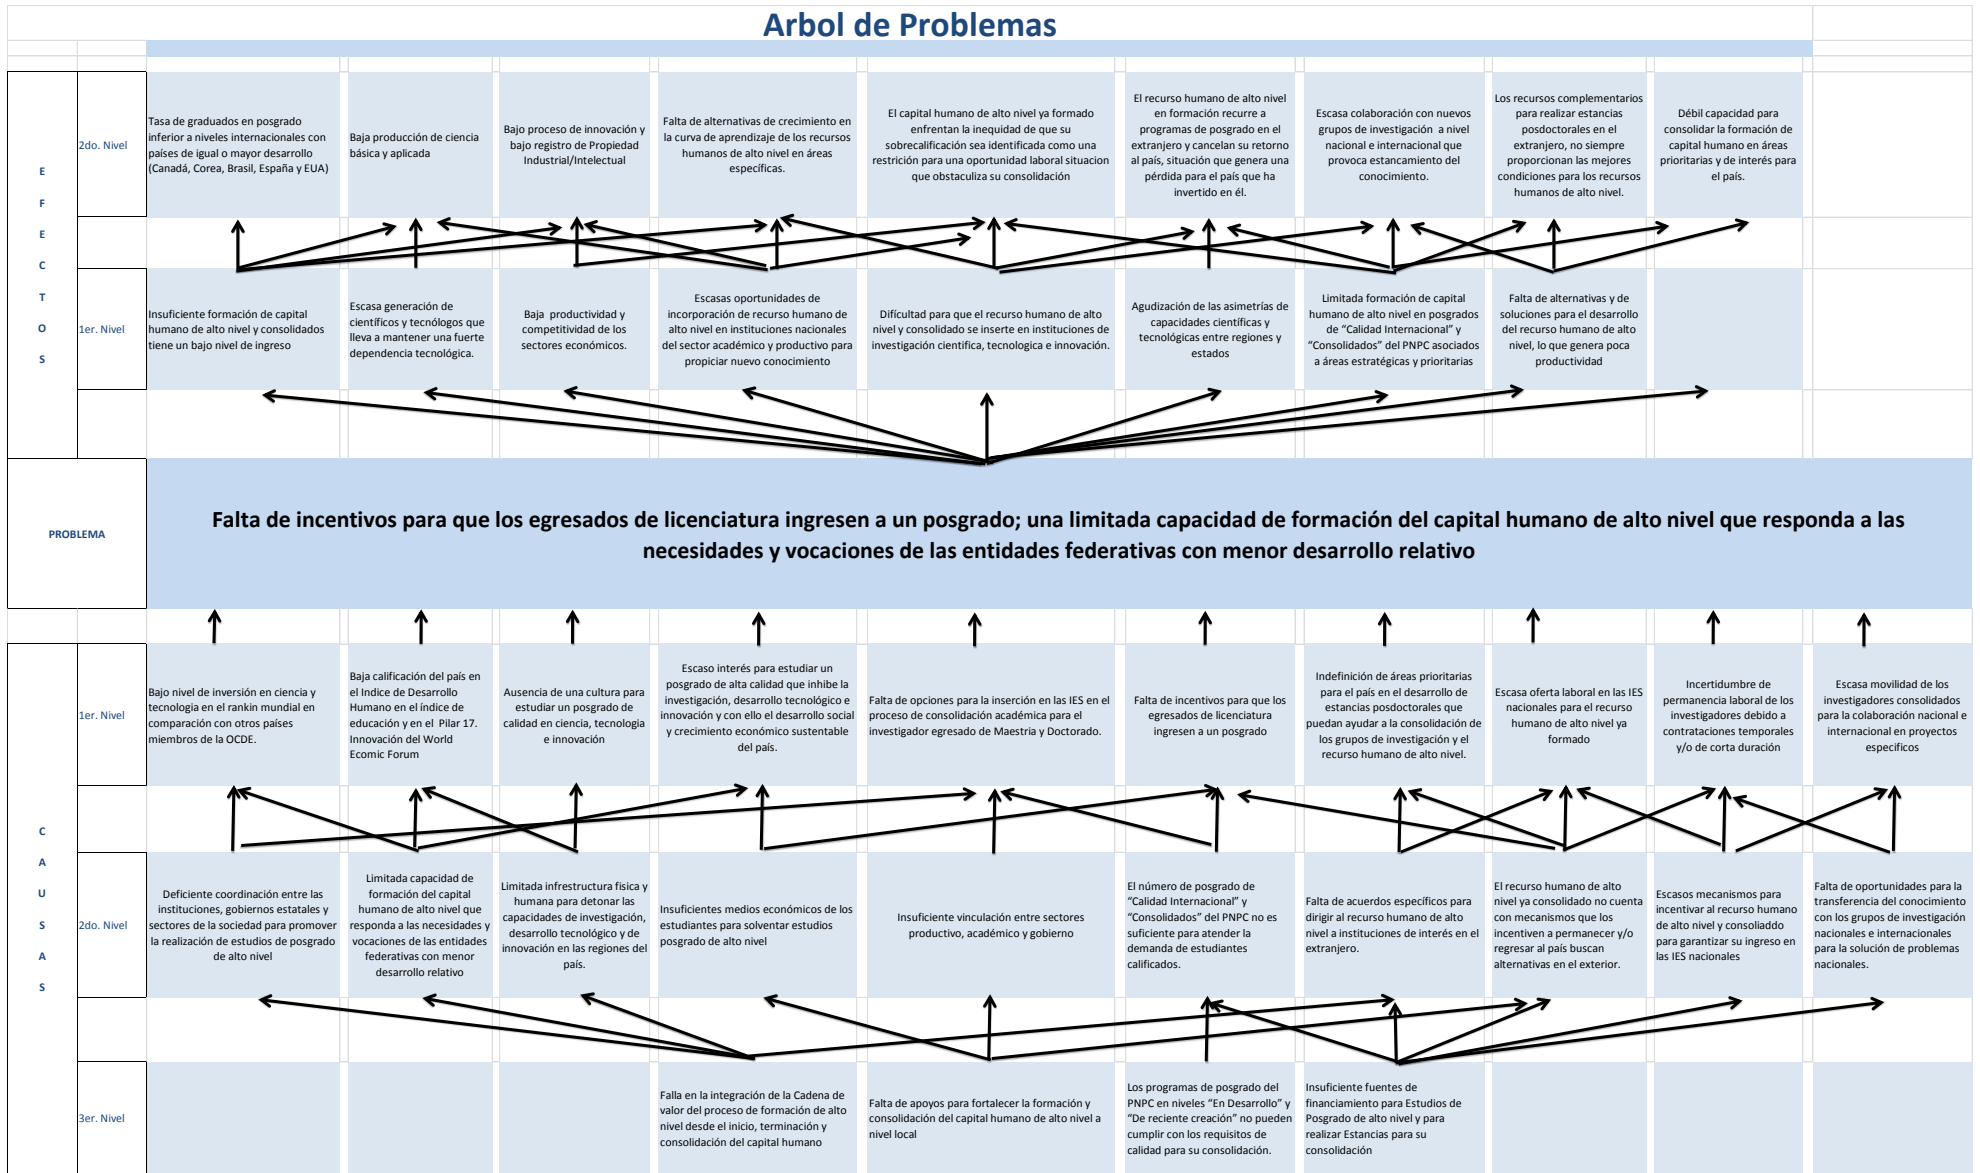 Arbol de Problemas
E
F
E
C
T
O
S
2do. Nivel
Tasa de graduados en posgrado
inferior a niveles internacionales con
países de igual o mayor desarrollo
(Canadá, Corea, Brasil, España y EUA)
Baja producción de ciencia
básica y aplicada
Bajo proceso de innovación y
bajo registro de Propiedad
Industrial/Intelectual
Falta de alternativas de crecimiento en
la curva de aprendizaje de los recursos
humanos de alto nivel en áreas
específicas.
El capital humano de alto nivel ya formado
enfrentan la inequidad de que su
sobrecalificación sea identificada como una
restrición para una oportunidad laboral situacion
que obstaculiza su consolidación
El recurso humano de alto nivel
en formación recurre a
programas de posgrado en el
extranjero y cancelan su retorno
al país, situación que genera una
pérdida para el país que ha
invertido en él.
Escasa colaboración con nuevos
grupos de investigación a nivel
nacional e internacional que
provoca estancamiento del
conocimiento.
Los recursos complementarios
para realizar estancias
posdoctorales en el
extranjero, no siempre
proporcionan las mejores
condiciones para los recursos
humanos de alto nivel.
Débil capacidad para
consolidar la formación de
capital humano en áreas
prioritarias y de interés para
el país.
1er. Nivel
Insuficiente formación de capital
humano de alto nivel y consolidados
tiene un bajo nivel de ingreso
Escasa generación de
científicos y tecnólogos que
lleva a mantener una fuerte
dependencia tecnológica.
Baja productividad y
competitividad de los
sectores económicos.
Escasas oportunidades de
incorporación de recurso humano de
alto nivel en instituciones nacionales
del sector académico y productivo para
propiciar nuevo conocimiento
Díficultad para que el recurso humano de alto
nivel y consolidado se inserte en instituciones de
investigación cientifica, tecnologica e innovación.
Agudización de las asimetrías de
capacidades científicas y
tecnológicas entre regiones y
estados
Limitada formación de capital
humano de alto nivel en posgrados
de “Calidad Internacional” y
“Consolidados” del PNPC asociados
a áreas estratégicas y prioritarias
Falta de alternativas y de
soluciones para el desarrollo
del recurso humano de alto
nivel, lo que genera poca
productividad
PROBLEMA
Falta de incentivos para que los egresados de licenciatura ingresen a un posgrado; una limitada capacidad de formación del capital humano de alto nivel que responda a las
necesidades y vocaciones de las entidades federativas con menor desarrollo relativo
C
A
U
S
A
S
1er. Nivel
Bajo nivel de inversión en ciencia y
tecnologia en el rankin mundial en
comparación con otros países
miembros de la OCDE.
Baja calificación del país en
el Indice de Desarrollo
Humano en el índice de
educación y en el Pilar 17.
Innovación del World
Ecomic Forum
Ausencia de una cultura para
estudiar un posgrado de
calidad en ciencia, tecnologia
e innovación
Escaso interés para estudiar un
posgrado de alta calidad que inhibe la
investigación, desarrollo tecnológico e
innovación y con ello el desarrollo social
y crecimiento económico sustentable
del país.
Falta de opciones para la inserción en las IES en el
proceso de consolidación académica para el
investigador egresado de Maestria y Doctorado.
Falta de incentivos para que los
egresados de licenciatura
ingresen a un posgrado
Indefinición de áreas prioritarias
para el país en el desarrollo de
estancias posdoctorales que
puedan ayudar a la consolidación de
los grupos de investigación y el
recurso humano de alto nivel.
Escasa oferta laboral en las IES
nacionales para el recurso
humano de alto nivel ya
formado
Incertidumbre de
permanencia laboral de los
investigadores debido a
contrataciones temporales
y/o de corta duración
Escasa movilidad de los
investigadores consolidados
para la colaboración nacional e
internacional en proyectos
especificos
2do. Nivel
Deficiente coordinación entre las
instituciones, gobiernos estatales y
sectores de la sociedad para promover
la realización de estudios de posgrado
de alto nivel
Limitada capacidad de
formación del capital
humano de alto nivel que
responda a las necesidades y
vocaciones de las entidades
federativas con menor
desarrollo relativo
Limitada infrestructura fisica y
humana para detonar las
capacidades de investigación,
desarrollo tecnológico y de
innovación en las regiones del
país.
Insuficientes medios económicos de los
estudiantes para solventar estudios
posgrado de alto nivel
Insuficiente vinculación entre sectores
productivo, académico y gobierno
El número de posgrado de
“Calidad Internacional” y
“Consolidados” del PNPC no es
suficiente para atender la
demanda de estudiantes
calificados.
Falta de acuerdos específicos para
dirigir al recurso humano de alto
nivel a instituciones de interés en el
extranjero.
El recurso humano de alto
nivel ya consolidado no cuenta
con mecanismos que los
incentiven a permanecer y/o
regresar al país buscan
alternativas en el exterior.
Escasos mecanismos para
incentivar al recurso humano
de alto nivel y consoliaddo
para garantizar su ingreso en
las IES nacionales
Falta de oportunidades para la
transferencia del conocimiento
con los grupos de investigación
nacionales e internacionales
para la solución de problemas
nacionales.
3er. Nivel
Falla en la integración de la Cadena de
valor del proceso de formación de alto
nivel desde el inicio, terminación y
consolidación del capital humano
Falta de apoyos para fortalecer la formación y
consolidación del capital humano de alto nivel a
nivel local
Los programas de posgrado del
PNPC en niveles “En Desarrollo” y
“De reciente creación” no pueden
cumplir con los requisitos de
calidad para su consolidación.
Insuficiente fuentes de
financiamiento para Estudios de
Posgrado de alto nivel y para
realizar Estancias para su
consolidación